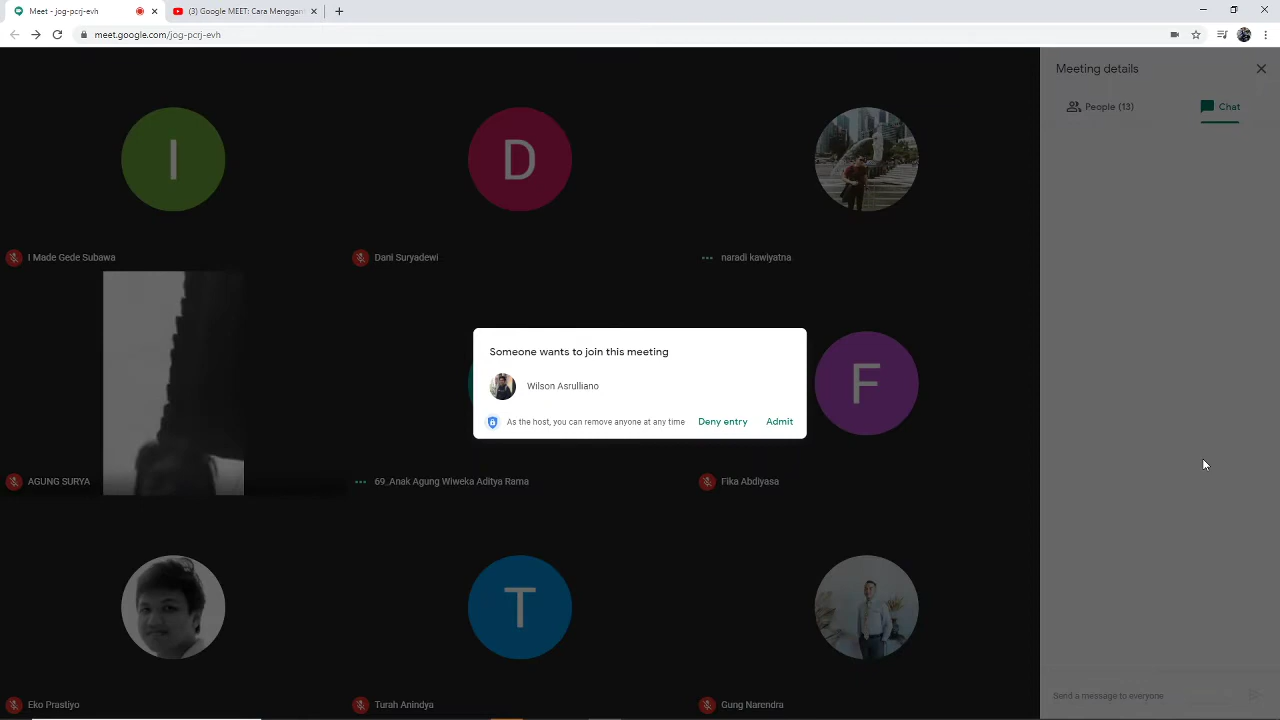 Meet - jog-pcrj-evh
(3) Google MEET: Cara Menggan
meet.google.com/jog-pcrj-evh
Meeting details
People (13)
Chat
I
D
I Made Gede Subawa
Dani Suryadewi
naradi kawiyatna
Someone wants to join this meeting
Wilson Asrulliano
As the host, you can remove anyone at any time
Deny entry
Admit
F
AGUNG SURYA
69_Anak Agung Wiweka Aditya Rama
Fika Abdiyasa
T
Eko Prastiyo
Turah Anindya
Gung Narendra
Send a message to everyone